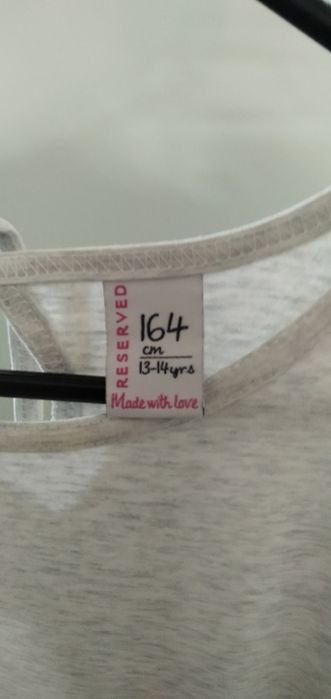 RESERVED
164
cm
13-14yrs
Made with love